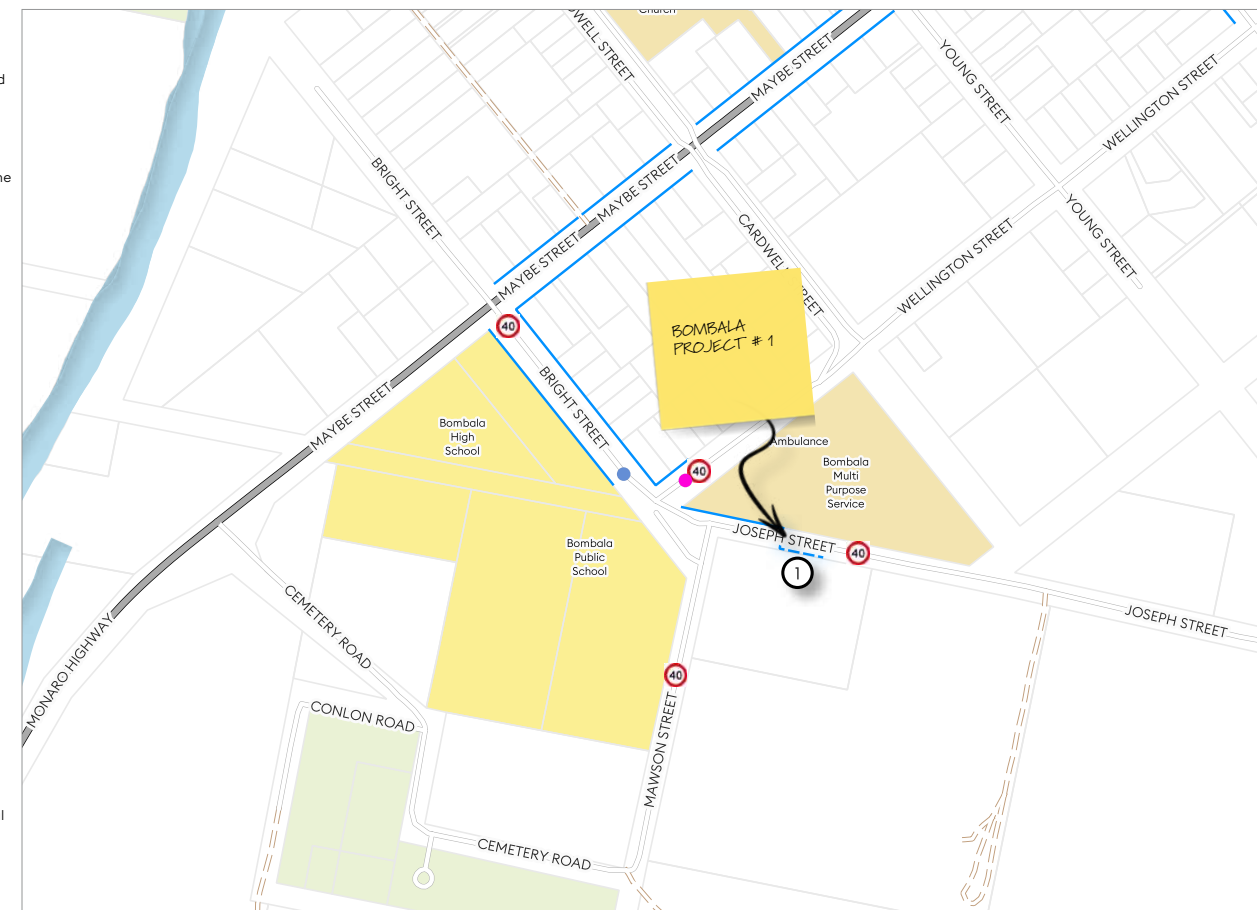 d
Church
CARDWELL STREET
MAYBE STREET
YOUNG STREET
WELLINGTON STREET
ne
BRIGHT STREET
MAYBE STREET
MAYBE STREET
YOUNG STREET
CARDWELL STREET
WELLINGTON STREET
MAYBE STREET
40
BOMBALA
PROJECT # 1
BRIGHT STREET
Bombala
High
School
Ambulance
Bombala
Multi
Purpose
Service
40
JOSEPH STREET
40
1
Bombala
Public
School
CEMETERY ROAD
JOSEPH STREET
MONARO HIGHWAY
40
CONLON ROAD
MAWSON STREET
l
CEMETERY ROAD